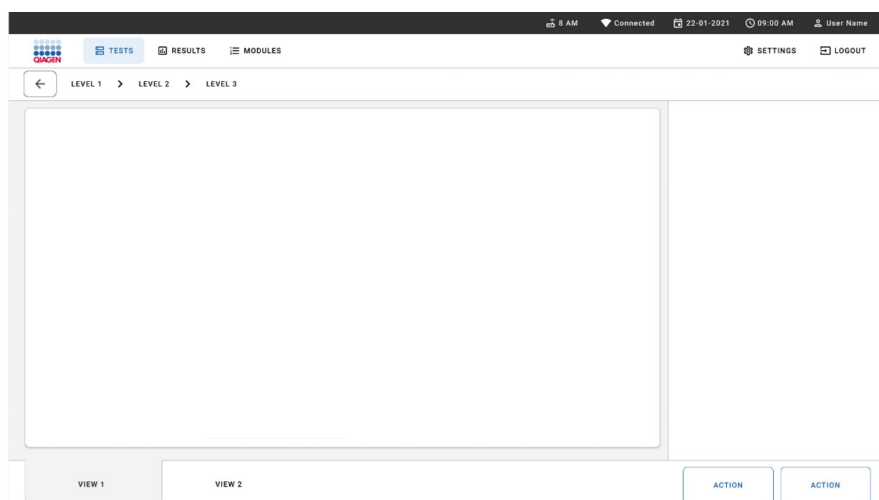 8 AM Connected 22-01-2021 09:00 AM User Name
QIAGEN TESTS RESULTS MODULES SETTINGS LOGOUT
LEVEL 1 LEVEL 2 LEVEL 3
VIEW 1 VIEW 2 ACTION ACTION